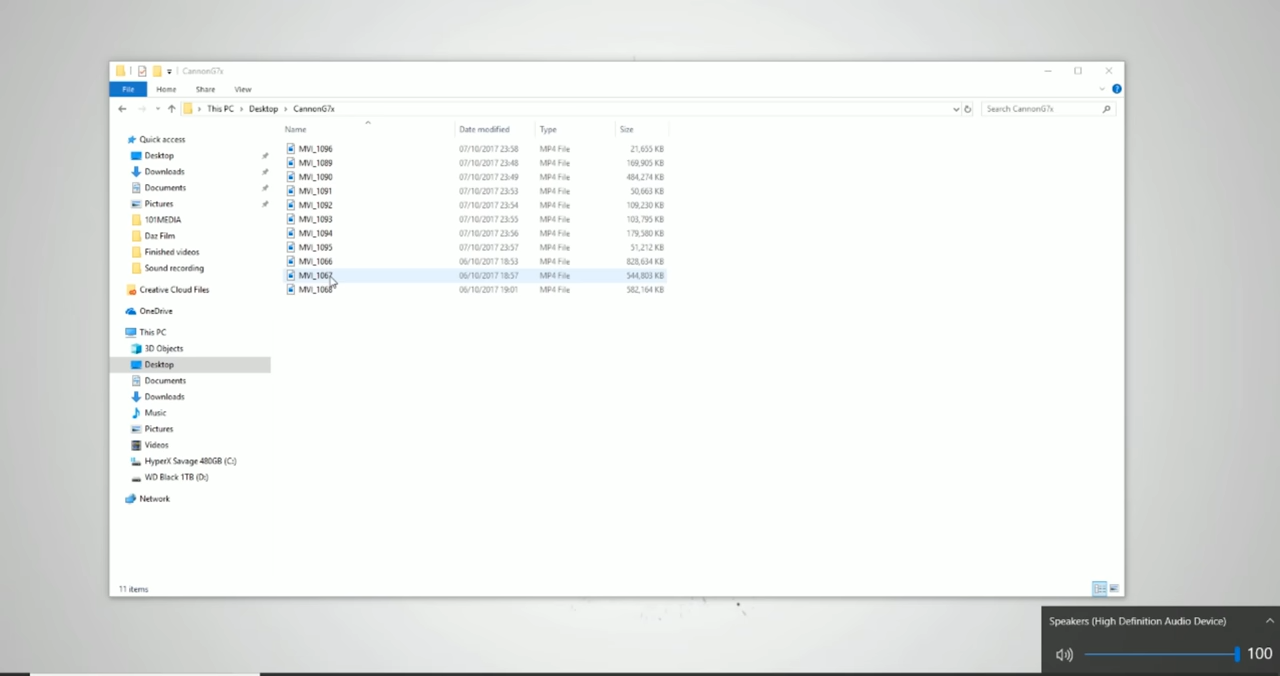 CannonG7x
File Home Share View
This PC Desktop CannonG7x Search CannonG7x
Name Date modified Type Size
Quick access
Desktop
Downloads
Documents
Pictures
101MEDIA
Daz Film
Finished videos
Sound recording
Creative Cloud Files
OneDrive
This PC
3D Objects
Desktop
Documents
Downloads
Music
Pictures
Videos
HyperX Savage 480GB (C:)
WD Black 1TB (D:)
Network
MVI_1096 07/10/2017 23:58 MP4 File 21,655 KB
MVI_1089 07/10/2017 23:48 MP4 File 169,905 KB
MVI_1090 07/10/2017 23:49 MP4 File 484,274 KB
MVI_1091 07/10/2017 23:53 MP4 File 50,663 KB
MVI_1092 07/10/2017 23:54 MP4 File 109,230 KB
MVI_1093 07/10/2017 23:55 MP4 File 103,795 KB
MVI_1094 07/10/2017 23:56 MP4 File 179,580 KB
MVI_1095 07/10/2017 23:57 MP4 File 51,212 KB
MVI_1066 06/10/2017 18:53 MP4 File 828,634 KB
MVI_1067 06/10/2017 18:57 MP4 File 544,803 KB
MVI_1068 06/10/2017 19:01 MP4 File 582,164 KB
11 items
Speakers (High Definition Audio Device)
100